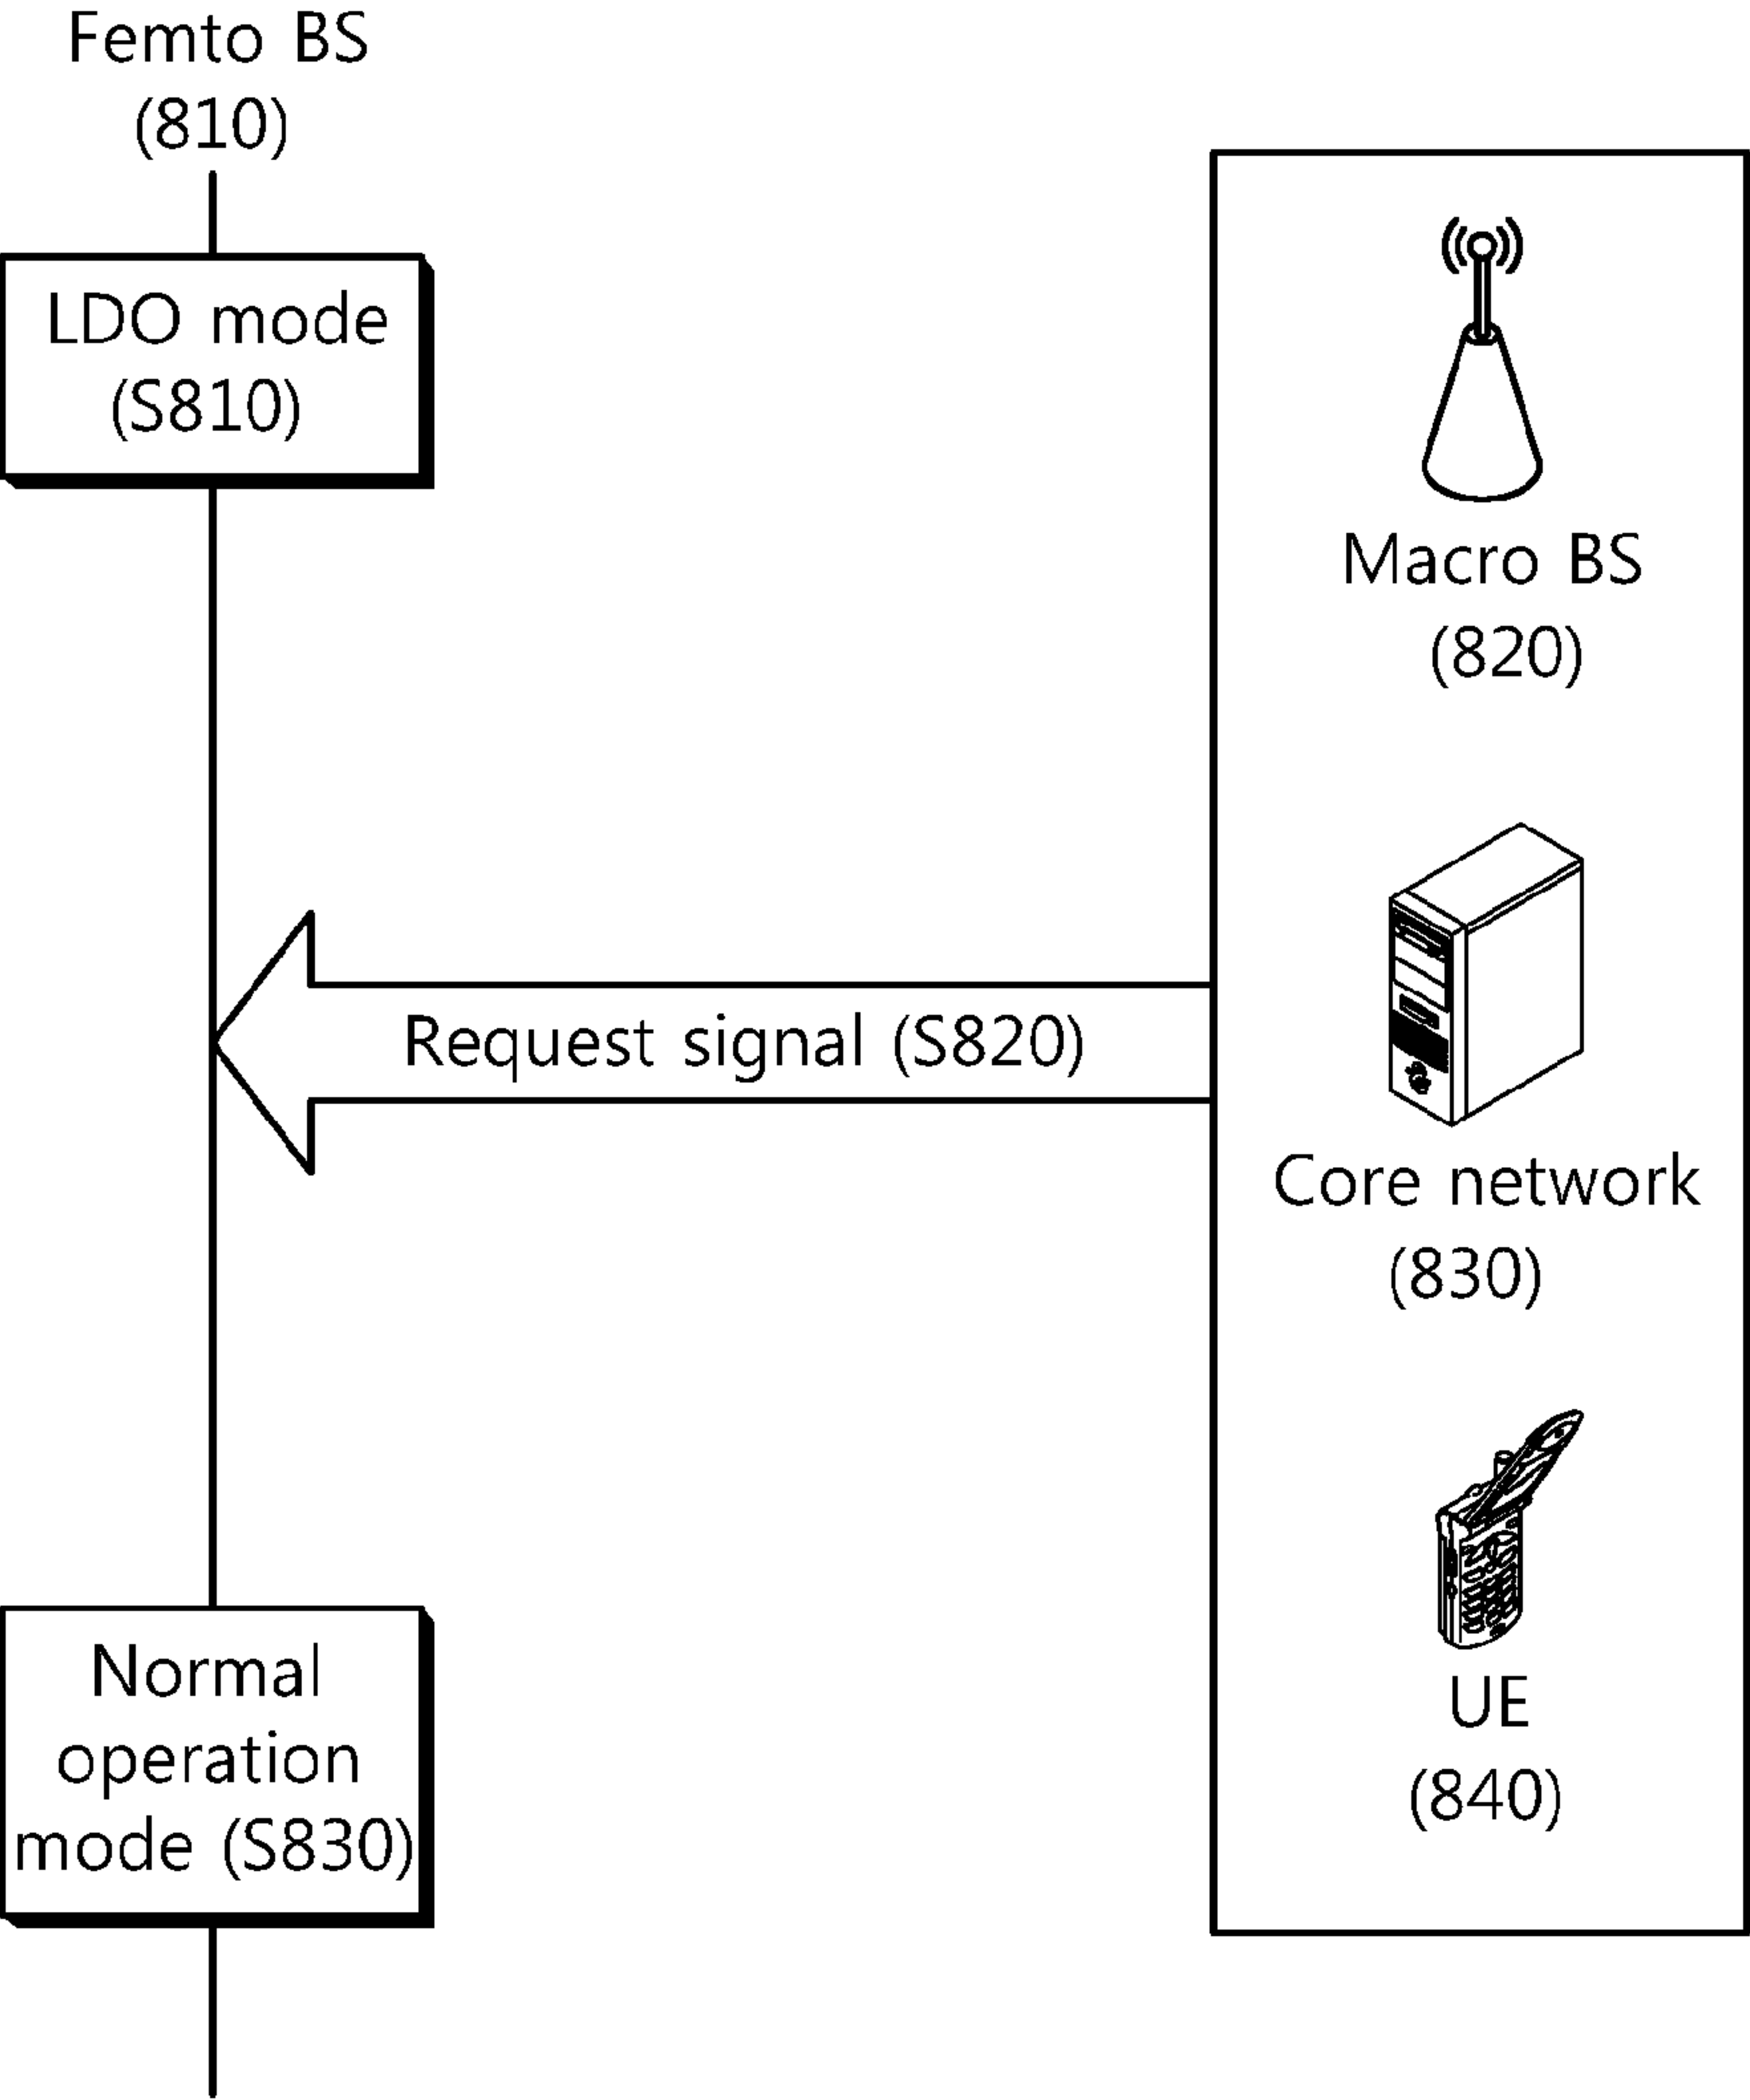 Femto BS
(810)
LDO mode
(S810)
Macro BS
(820)
Request signal (S820)
Core network
(830)
Normal
operation
mode (S830)
UE
(840)